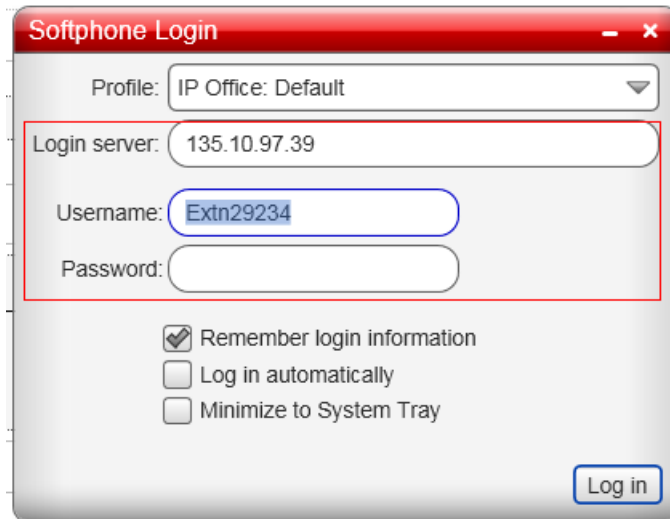 Softphone Login
Profile: IP Office: Default
Login server: 135.10.97.39
Username: Extn29234
Password:
Remember login information
Log in automatically
Minimize to System Tray
Log in